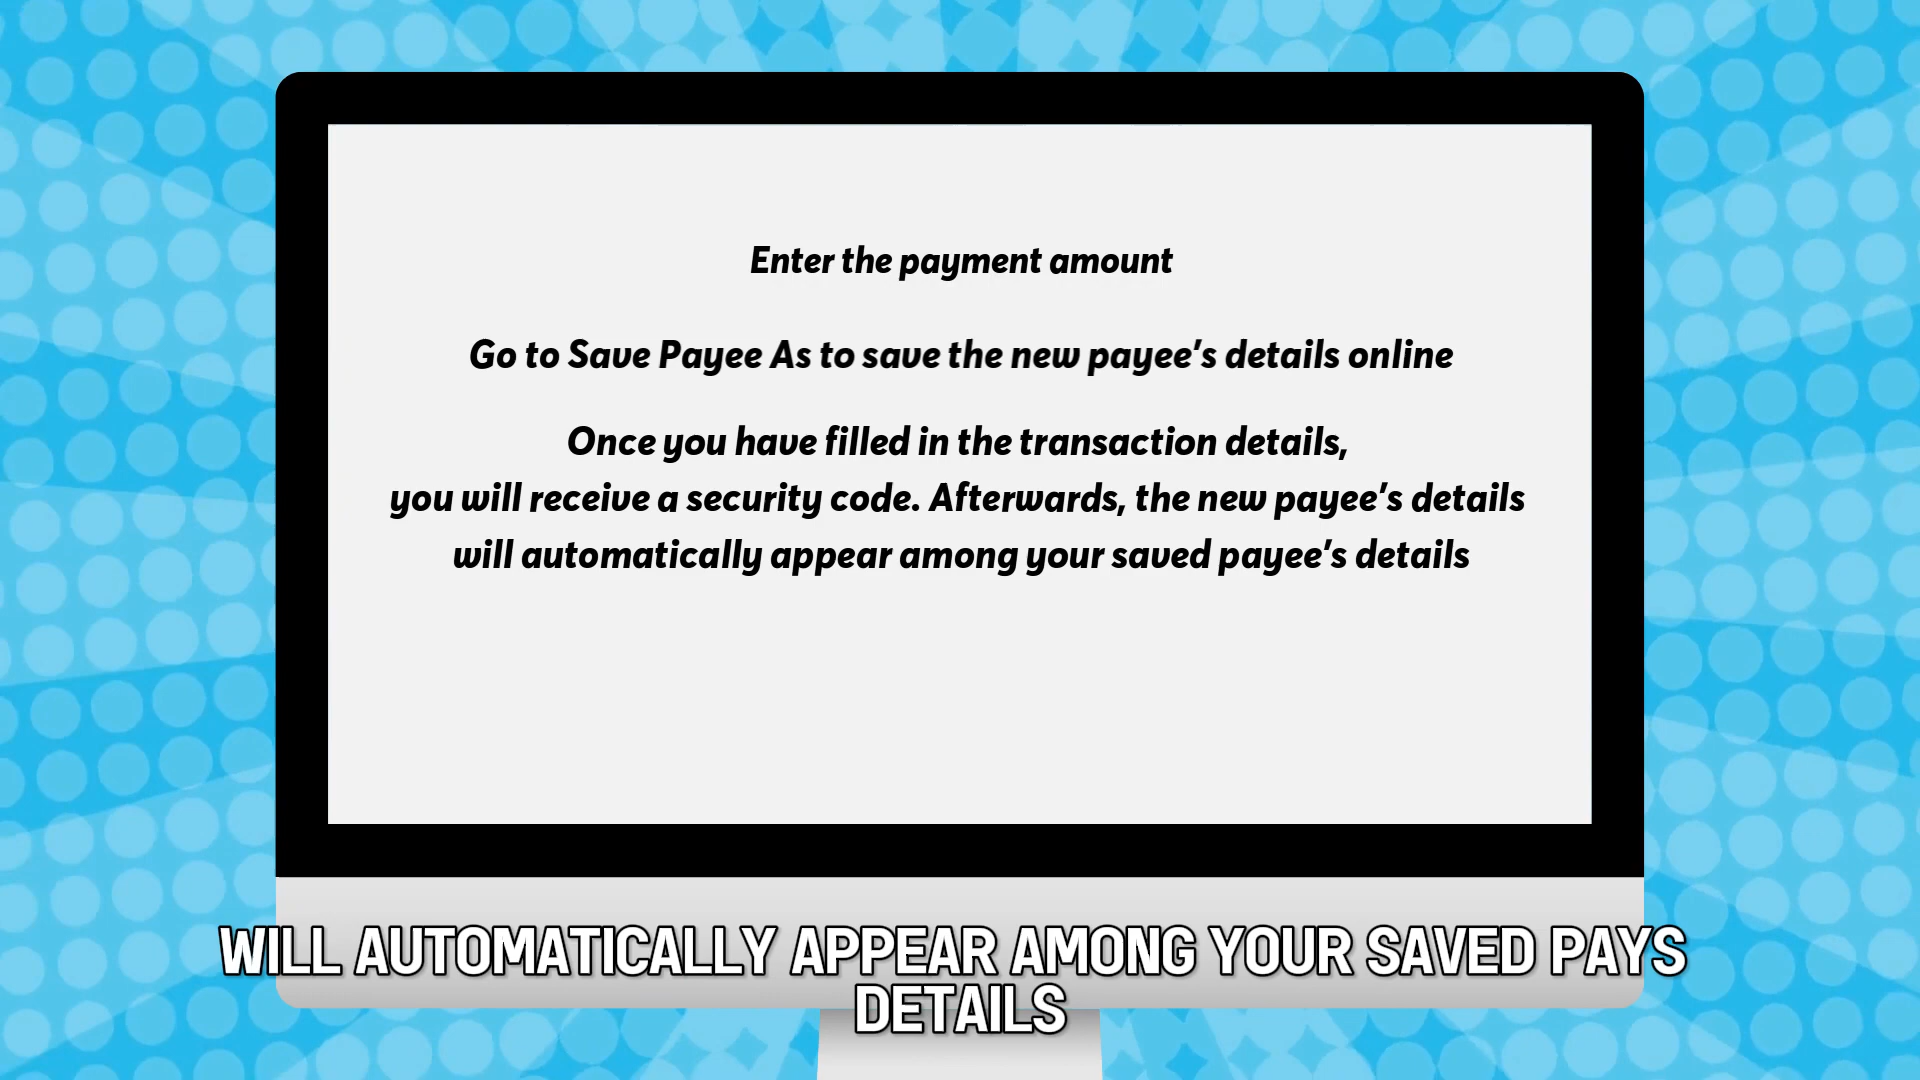 Enter the payment amount
Go to Save Payee As to save the new payee's details online
Once you have filled in the transaction details,
you will receive a security code. Afterwards, the new payee's details
will automatically appear among your saved payee's details
WILL AUTOMATICALLY APPEAR AMONG YOUR SAVED PAYS
DETAILS